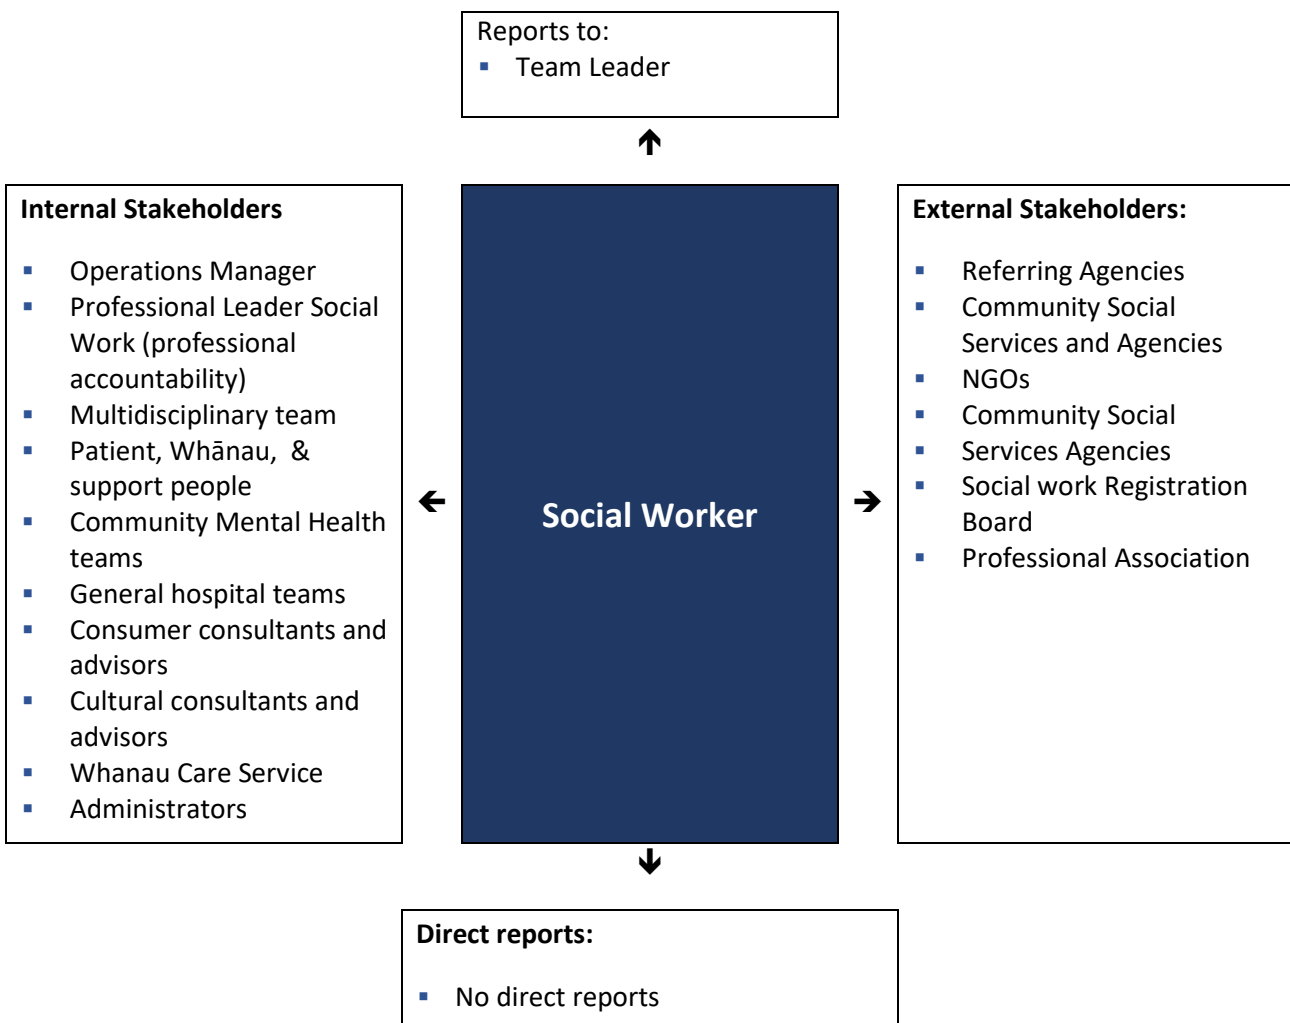 Reports to:
▪ Team Leader
Internal Stakeholders
▪ Operations Manager
▪ Professional Leader Social
Work (professional
accountability)
▪ Multidisciplinary team
▪ Patient, Whānau, &
support people
▪ Community Mental Health
teams
▪ General hospital teams
▪ Consumer consultants and
advisors
▪ Cultural consultants and
advisors
▪ Whanau Care Service
▪ Administrators
Social Worker
External Stakeholders:
▪ Referring Agencies
▪ Community Social
Services and Agencies
▪ NGOs
▪ Community Social
▪ Services Agencies
▪ Social work Registration
Board
▪ Professional Association
Direct reports:
▪ No direct reports